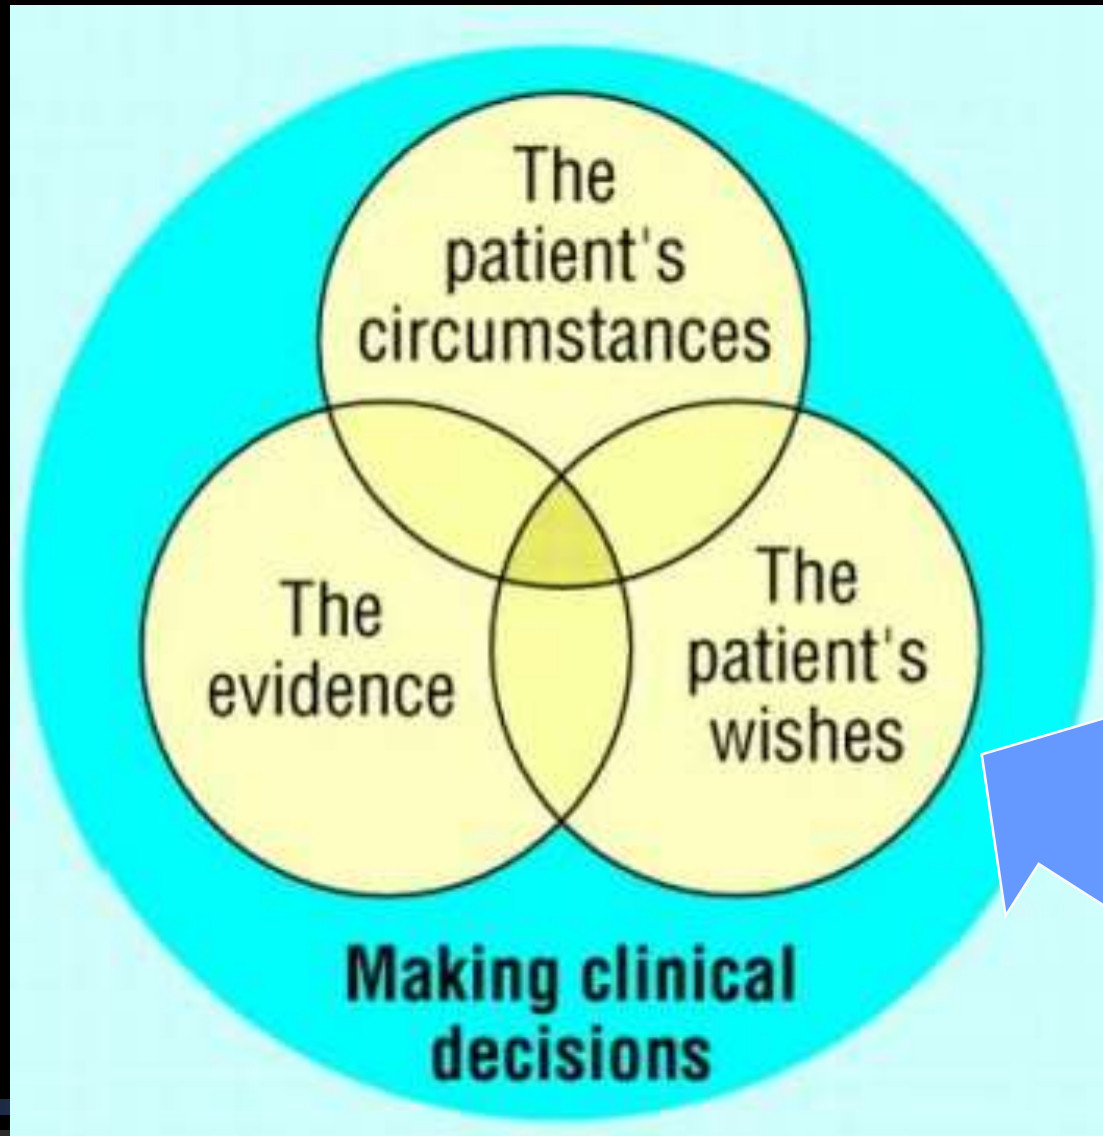 The
patient's
circumstances
The
evidence
The
patient's
wishes
Making clinical
decisions